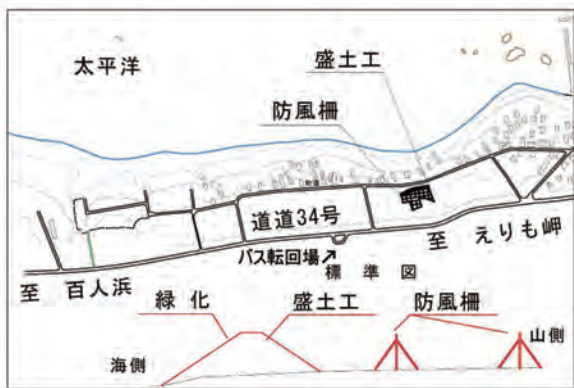 太平洋
盛土工
防風柵
道道34号
バス転回場↗
至 えりも岬
至 百人浜
標準図
緑化
盛土工
防風柵
海側
山側